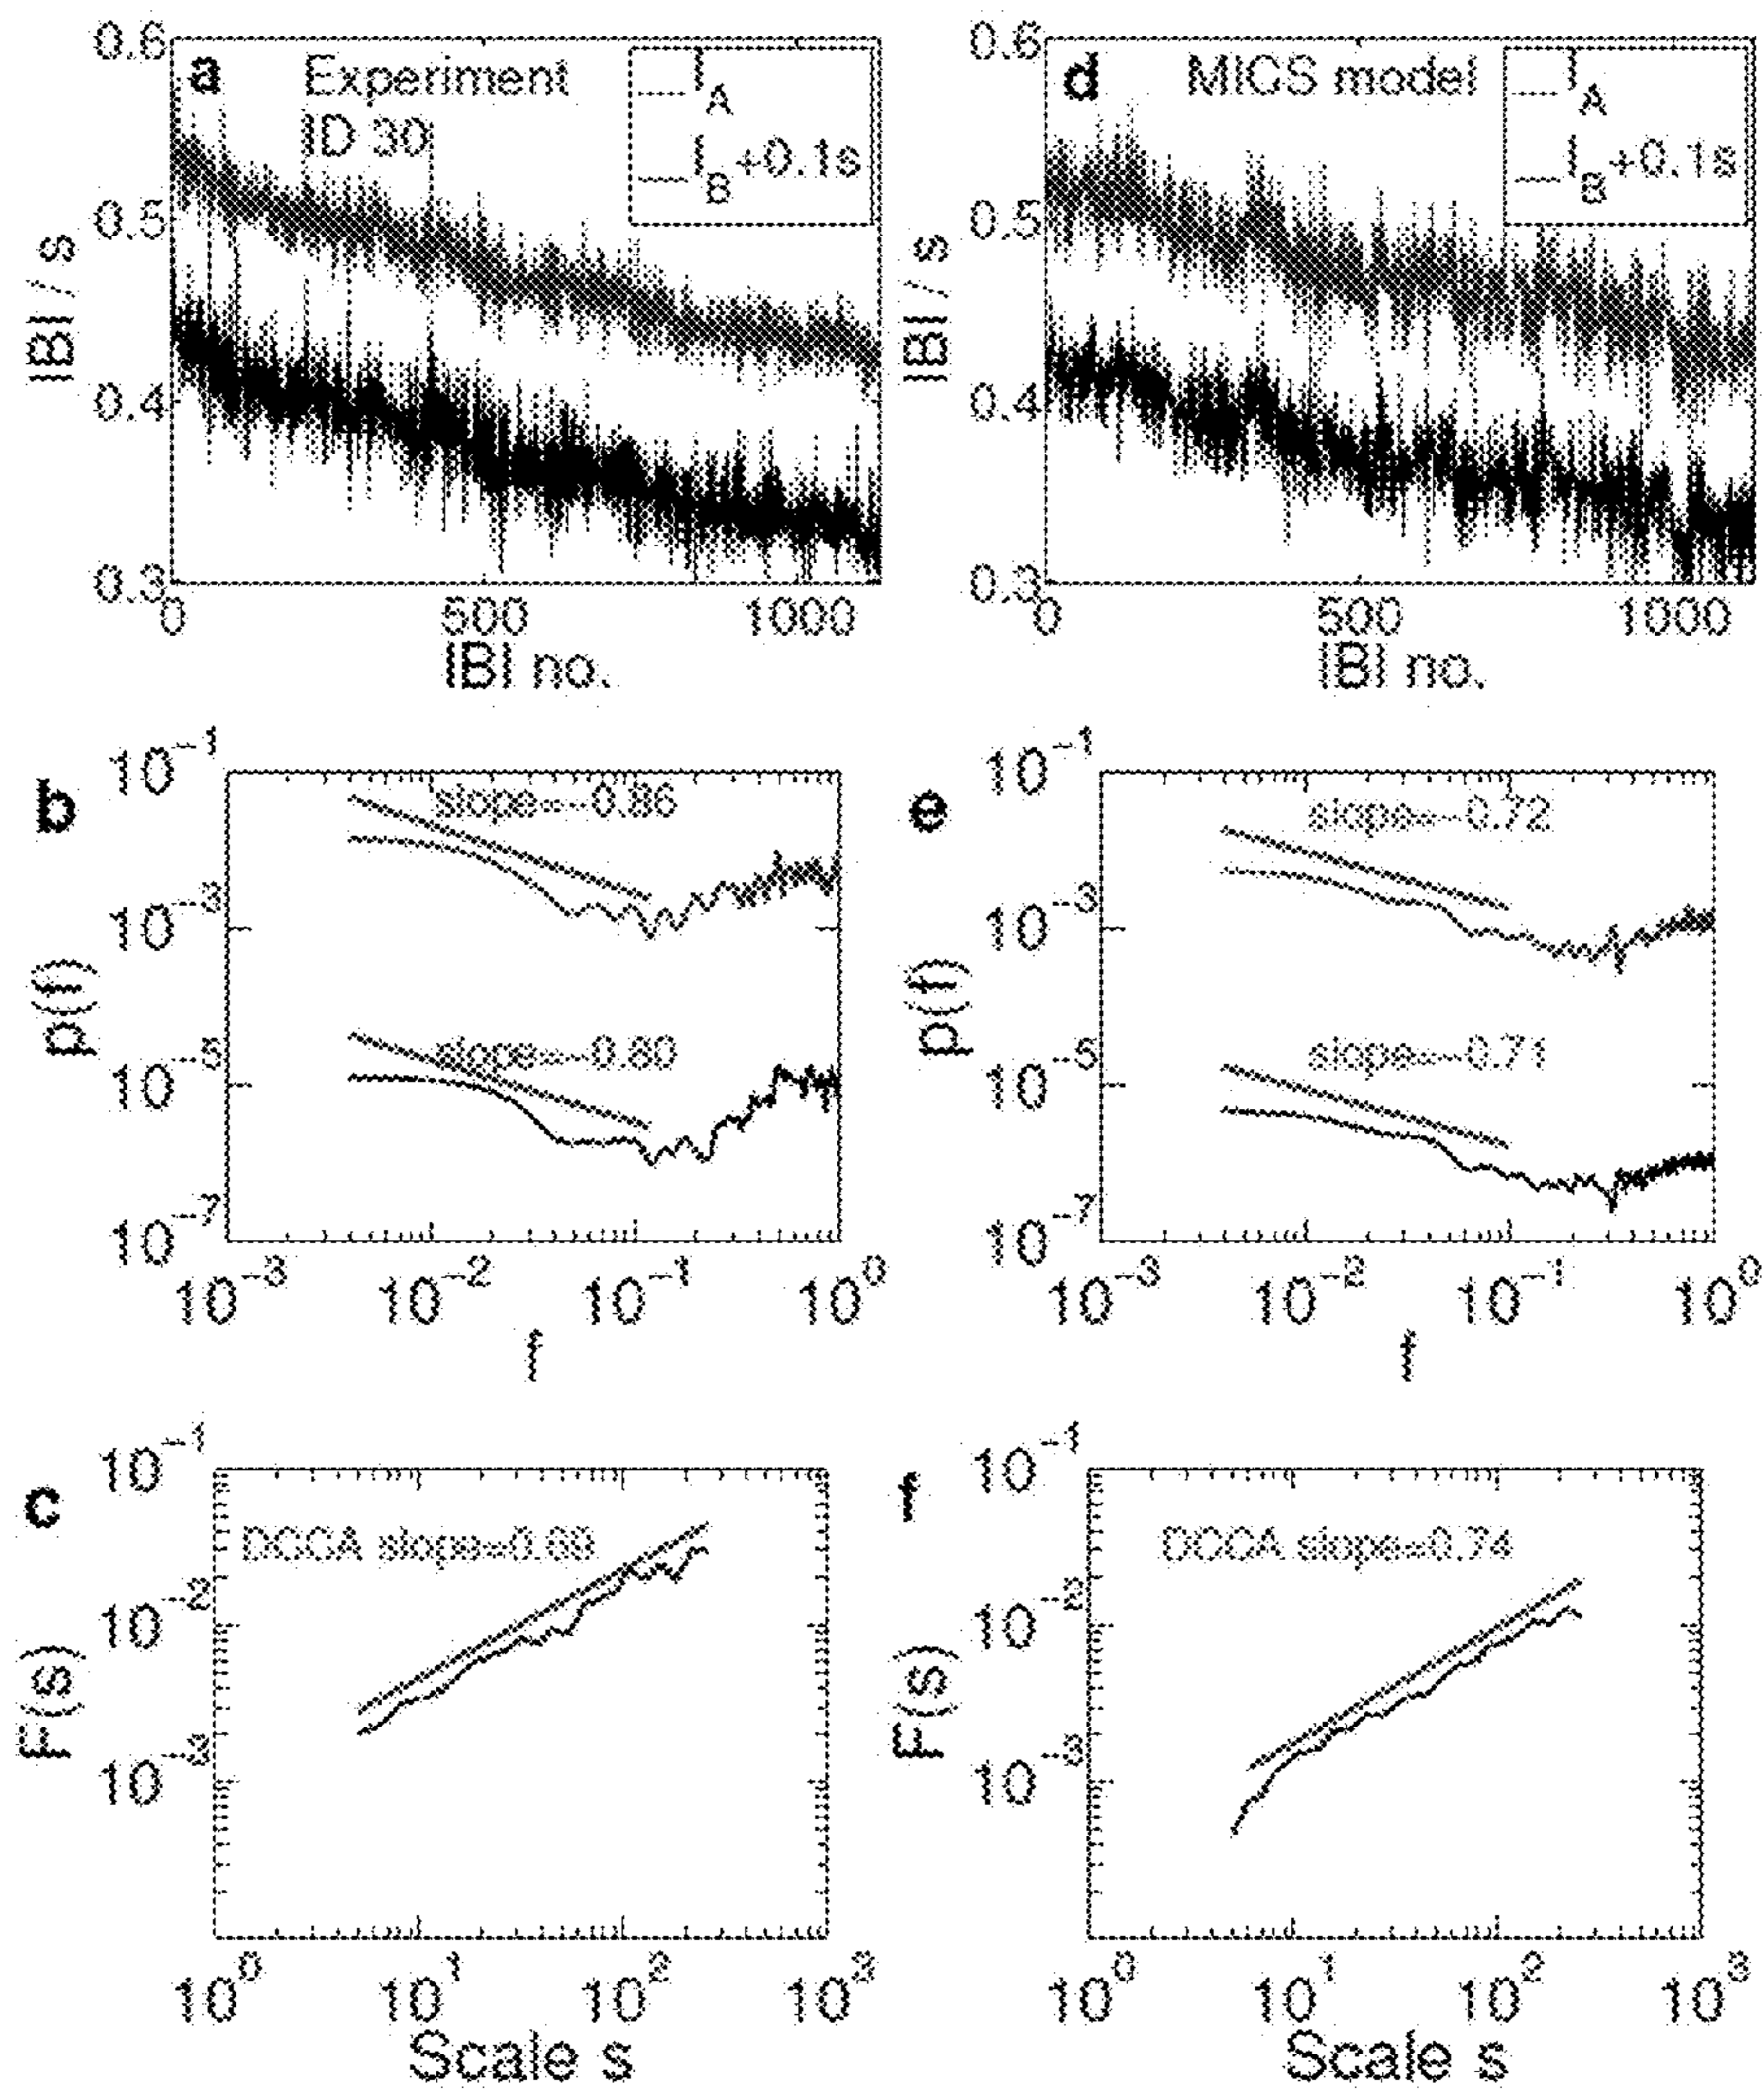 a Experiment
ID 30
I_A
I_B+0.1s
0.6
0.5
0.4
0.3
IBI / s
0
500
1000
IBI no.
d MICS model
I_A
I_B+0.1s
0.6
0.5
0.4
0.3
IBI / s
0
500
1000
IBI no.
b
10^-1
10^-3
10^-5
10^-7
p(f)
slope=-0.86
slope=-0.80
10^-3
10^-2
10^-1
10^0
f
e
10^-1
10^-3
10^-5
10^-7
p(f)
slope=-0.72
slope=-0.71
10^-3
10^-2
10^-1
10^0
f
c
10^-1
10^-2
10^-3
F(s)
DCCA slope=
10^0
10^1
10^2
10^3
Scale s
f
10^-1
10^-2
10^-3
F(s)
DCCA slope=0.74
10^0
10^1
10^2
10^3
Scale s